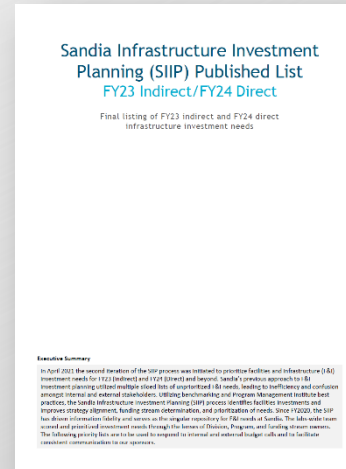 Sandia Infrastructure Investment
Planning (SIIP) Published List
FY23 Indirect/FY24 Direct
Final listing of FY23 indirect and FY24 direct
infrastructure investment needs
Executive Summary
In April 2021 the second iteration of the SIIP process was initiated to prioritize facilities and infrastructure (F&I)
investment needs for FY23 (Indirect) and FY24 (Direct) and beyond. Sandia's previous approach to F&I
investment planning utilized multiple siloed lists of unprioritized F&I needs, leading to inefficiency and confusion
amongst internal and external stakeholders. Utilizing benchmarking and Program Management Institute best
practices, the Sandia Infrastructure Investment Planning (SIIP) process identifies facilities investments and
improves strategy alignment, funding stream determination, and prioritization of needs. Since FY2020, the SIIP
has driven information fidelity and serves as the singular repository for F&I needs at Sandia. The labs-wide team
scored and prioritized investment needs through the lenses of Division, Program, and funding stream owners.
The following priority lists are to be used to respond to internal and external budget calls and to facilitate
consistent communication to our sponsors.